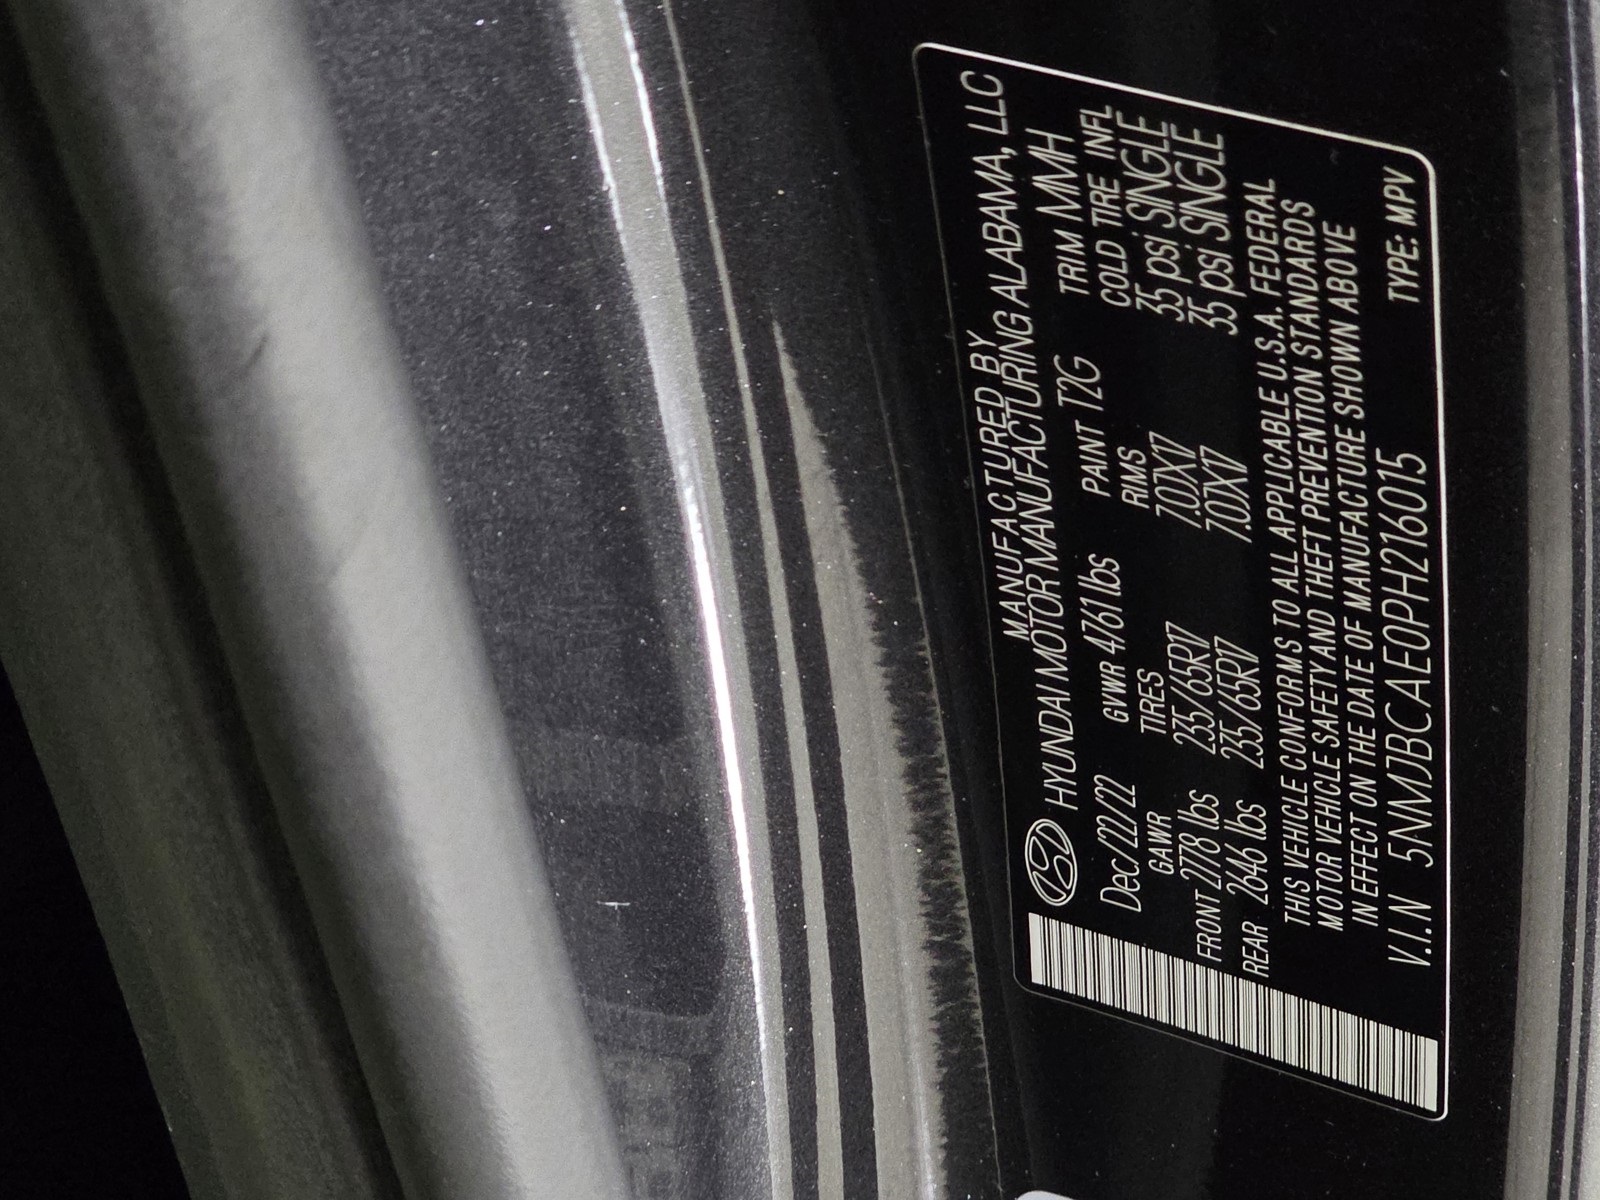 MANUFACTURED BY
HYUNDAI MOTOR MANUFACTURING ALABAMA, LLC
Dec/22/22 GVWR 4761 lbs PAINT T2G TRIM MMH
GAWR TIRES RIMS COLD TIRE INFL
FRONT 2778 lbs 235/65R17 7.0JX17 35 psi SINGLE
REAR 2646 lbs 235/65R17 7.0JX17 35 psi SINGLE
THIS VEHICLE CONFORMS TO ALL APPLICABLE U.S.A. FEDERAL
MOTOR VEHICLE SAFETY AND THEFT PREVENTION STANDARDS
IN EFFECT ON THE DATE OF MANUFACTURE SHOWN ABOVE
V.I.N 5NMJBCAE0PH216015 TYPE: MPV